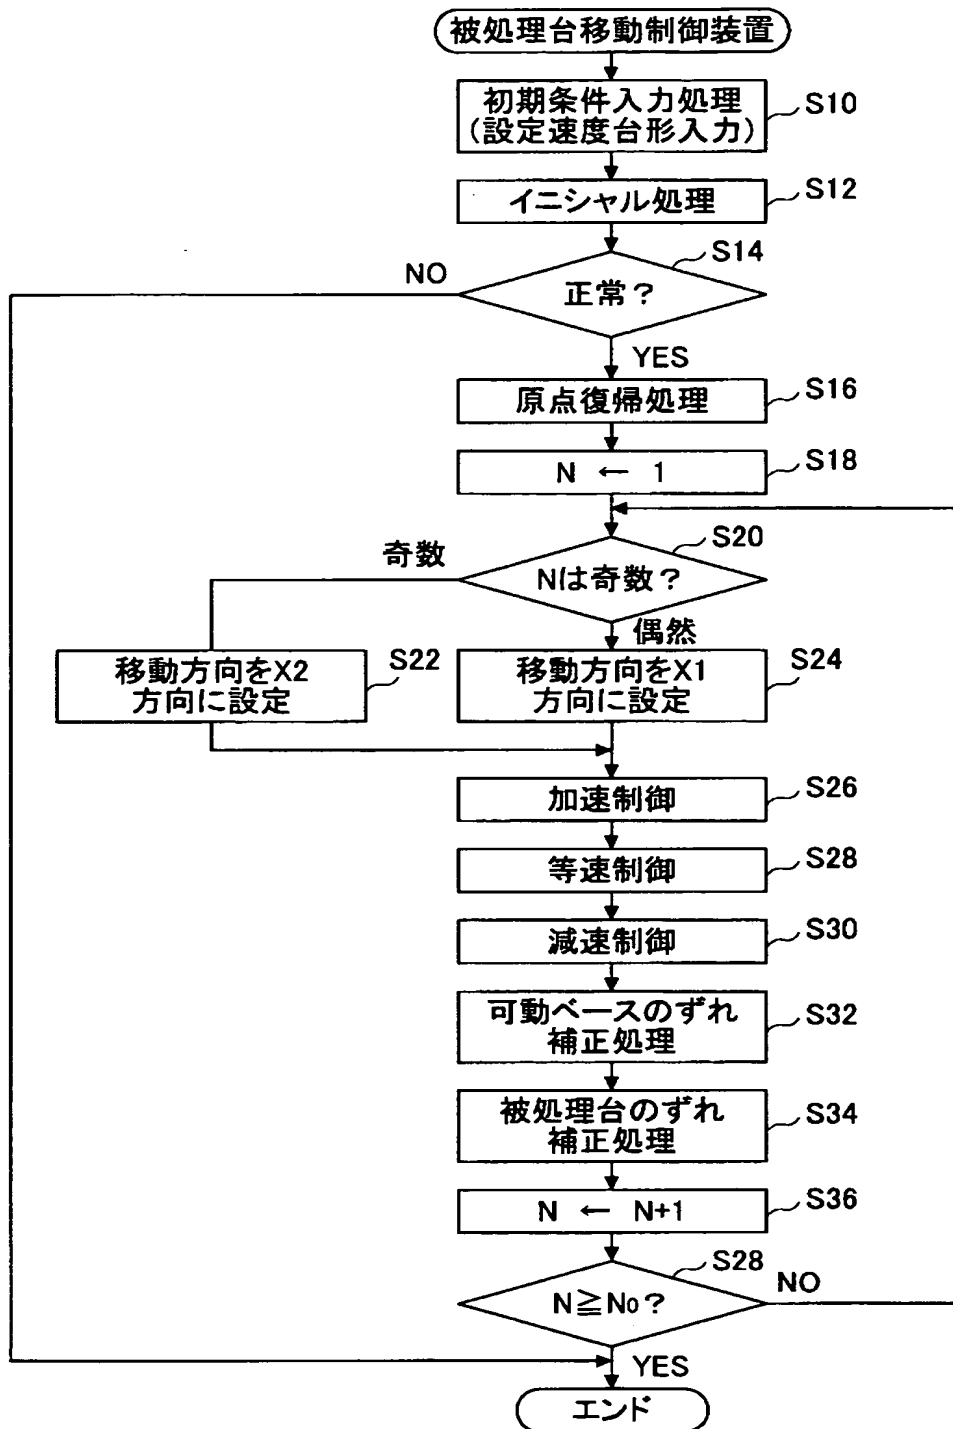 被処理台移動制御装置
初期条件入力処理
(設定速度台形入力)
S10
イニシャル処理
S12
S14
NO
正常?
YES
原点復帰処理
S16
N ← 1
S18
S20
奇数
Nは奇数?
偶然
移動方向をX2
方向に設定
S22
移動方向をX1
方向に設定
S24
加速制御
S26
等速制御
S28
減速制御
S30
可動ベースのずれ
補正処理
S32
被処理台のずれ
補正処理
S34
N ← N+1
S36
S28
N≧N₀?
NO
YES
エンド